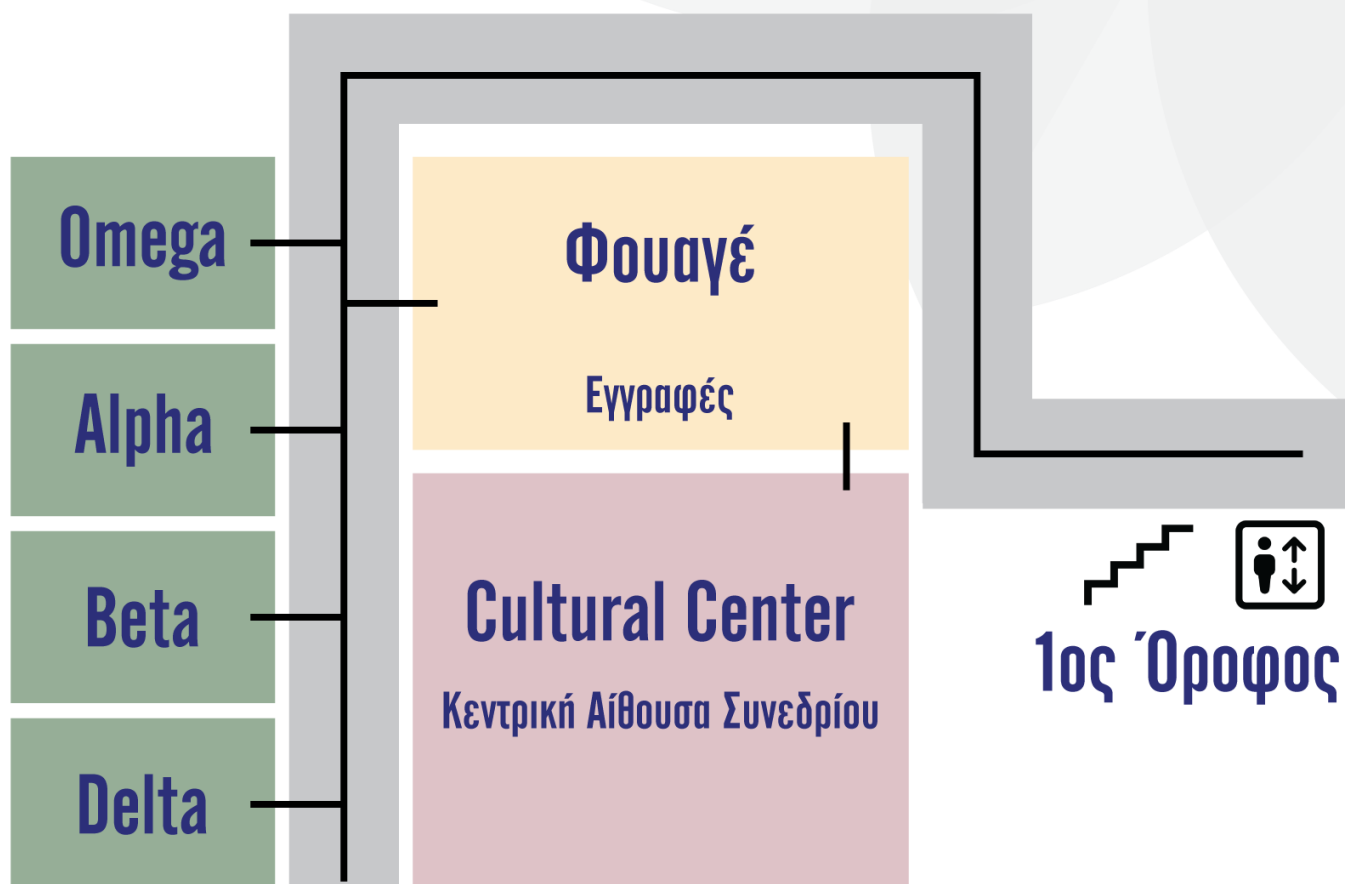 Omega
Alpha
Beta
Delta
Φουαγέ
Εγγραφές
Cultural Center
Κεντρική Αίθουσα Συνεδρίου
1ος Όροφος